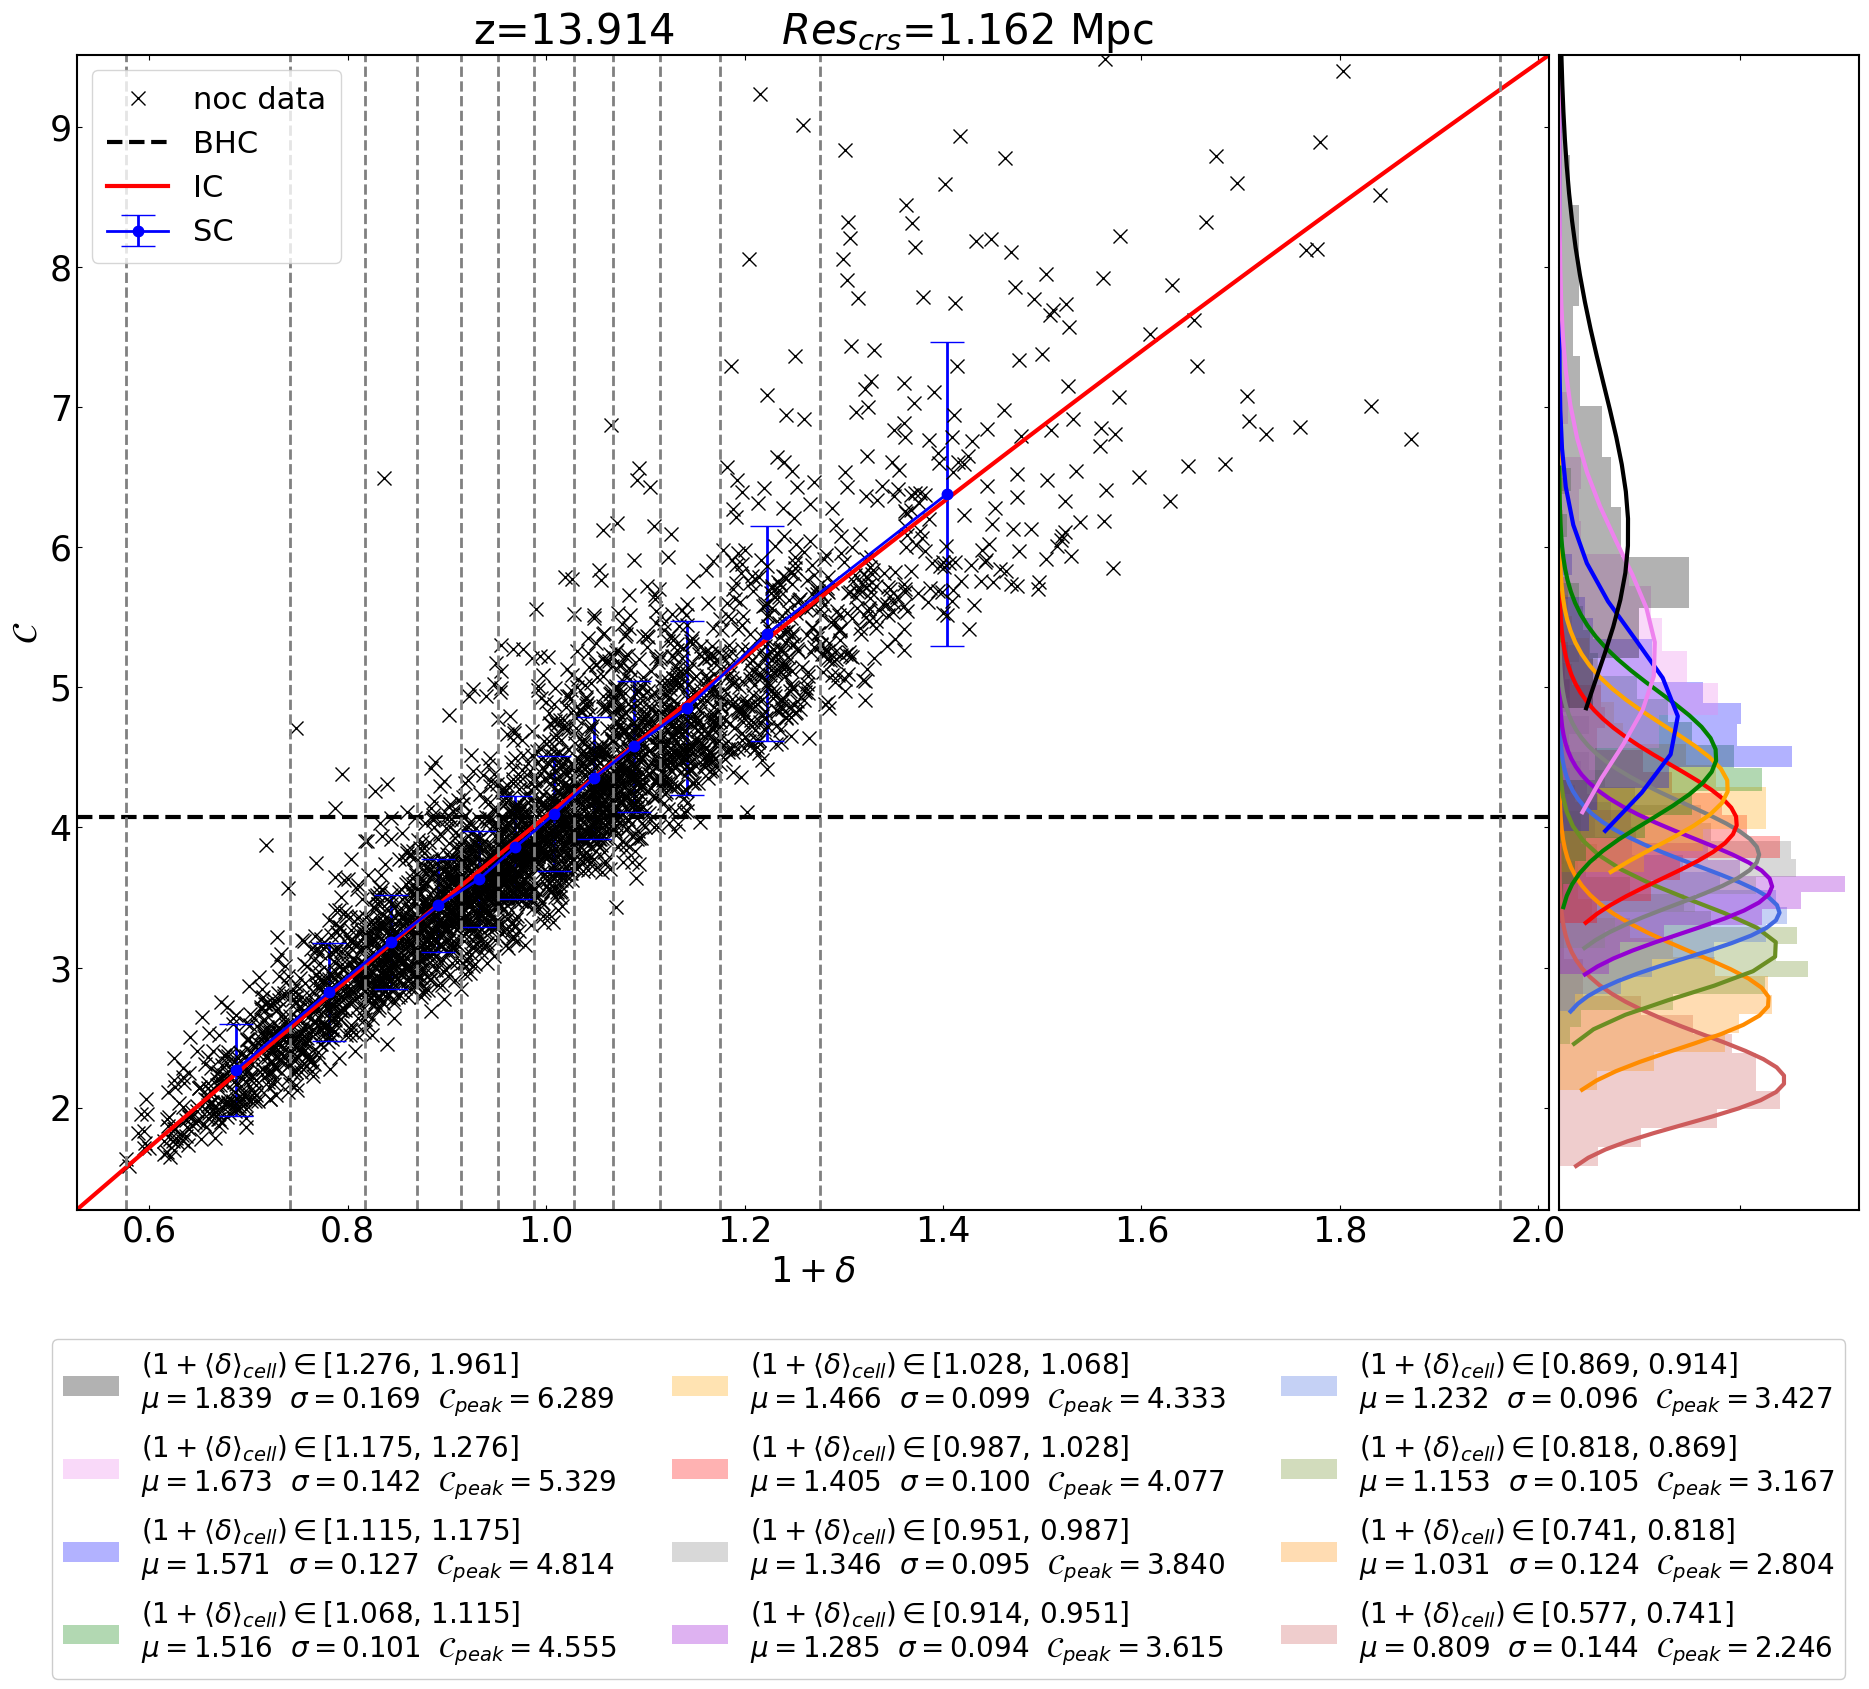 z=13.914 Res_crs=1.162 Mpc
noc data
BHC
IC
SC
9
8
7
6
5
4
3
2
𝒞
0.6 0.8 1.0 1.2 1.4 1.6 1.8 2.0
1 + δ
(1 + ⟨δ⟩_cell) ∈ [1.276, 1.961]
μ = 1.839 σ = 0.169 𝒞_peak = 6.289
(1 + ⟨δ⟩_cell) ∈ [1.175, 1.276]
μ = 1.673 σ = 0.142 𝒞_peak = 5.329
(1 + ⟨δ⟩_cell) ∈ [1.115, 1.175]
μ = 1.571 σ = 0.127 𝒞_peak = 4.814
(1 + ⟨δ⟩_cell) ∈ [1.068, 1.115]
μ = 1.516 σ = 0.101 𝒞_peak = 4.555
(1 + ⟨δ⟩_cell) ∈ [1.028, 1.068]
μ = 1.466 σ = 0.099 𝒞_peak = 4.333
(1 + ⟨δ⟩_cell) ∈ [0.987, 1.028]
μ = 1.405 σ = 0.100 𝒞_peak = 4.077
(1 + ⟨δ⟩_cell) ∈ [0.951, 0.987]
μ = 1.346 σ = 0.095 𝒞_peak = 3.840
(1 + ⟨δ⟩_cell) ∈ [0.914, 0.951]
μ = 1.285 σ = 0.094 𝒞_peak = 3.615
(1 + ⟨δ⟩_cell) ∈ [0.869, 0.914]
μ = 1.232 σ = 0.096 𝒞_peak = 3.427
(1 + ⟨δ⟩_cell) ∈ [0.818, 0.869]
μ = 1.153 σ = 0.105 𝒞_peak = 3.167
(1 + ⟨δ⟩_cell) ∈ [0.741, 0.818]
μ = 1.031 σ = 0.124 𝒞_peak = 2.804
(1 + ⟨δ⟩_cell) ∈ [0.577, 0.741]
μ = 0.809 σ = 0.144 𝒞_peak = 2.246